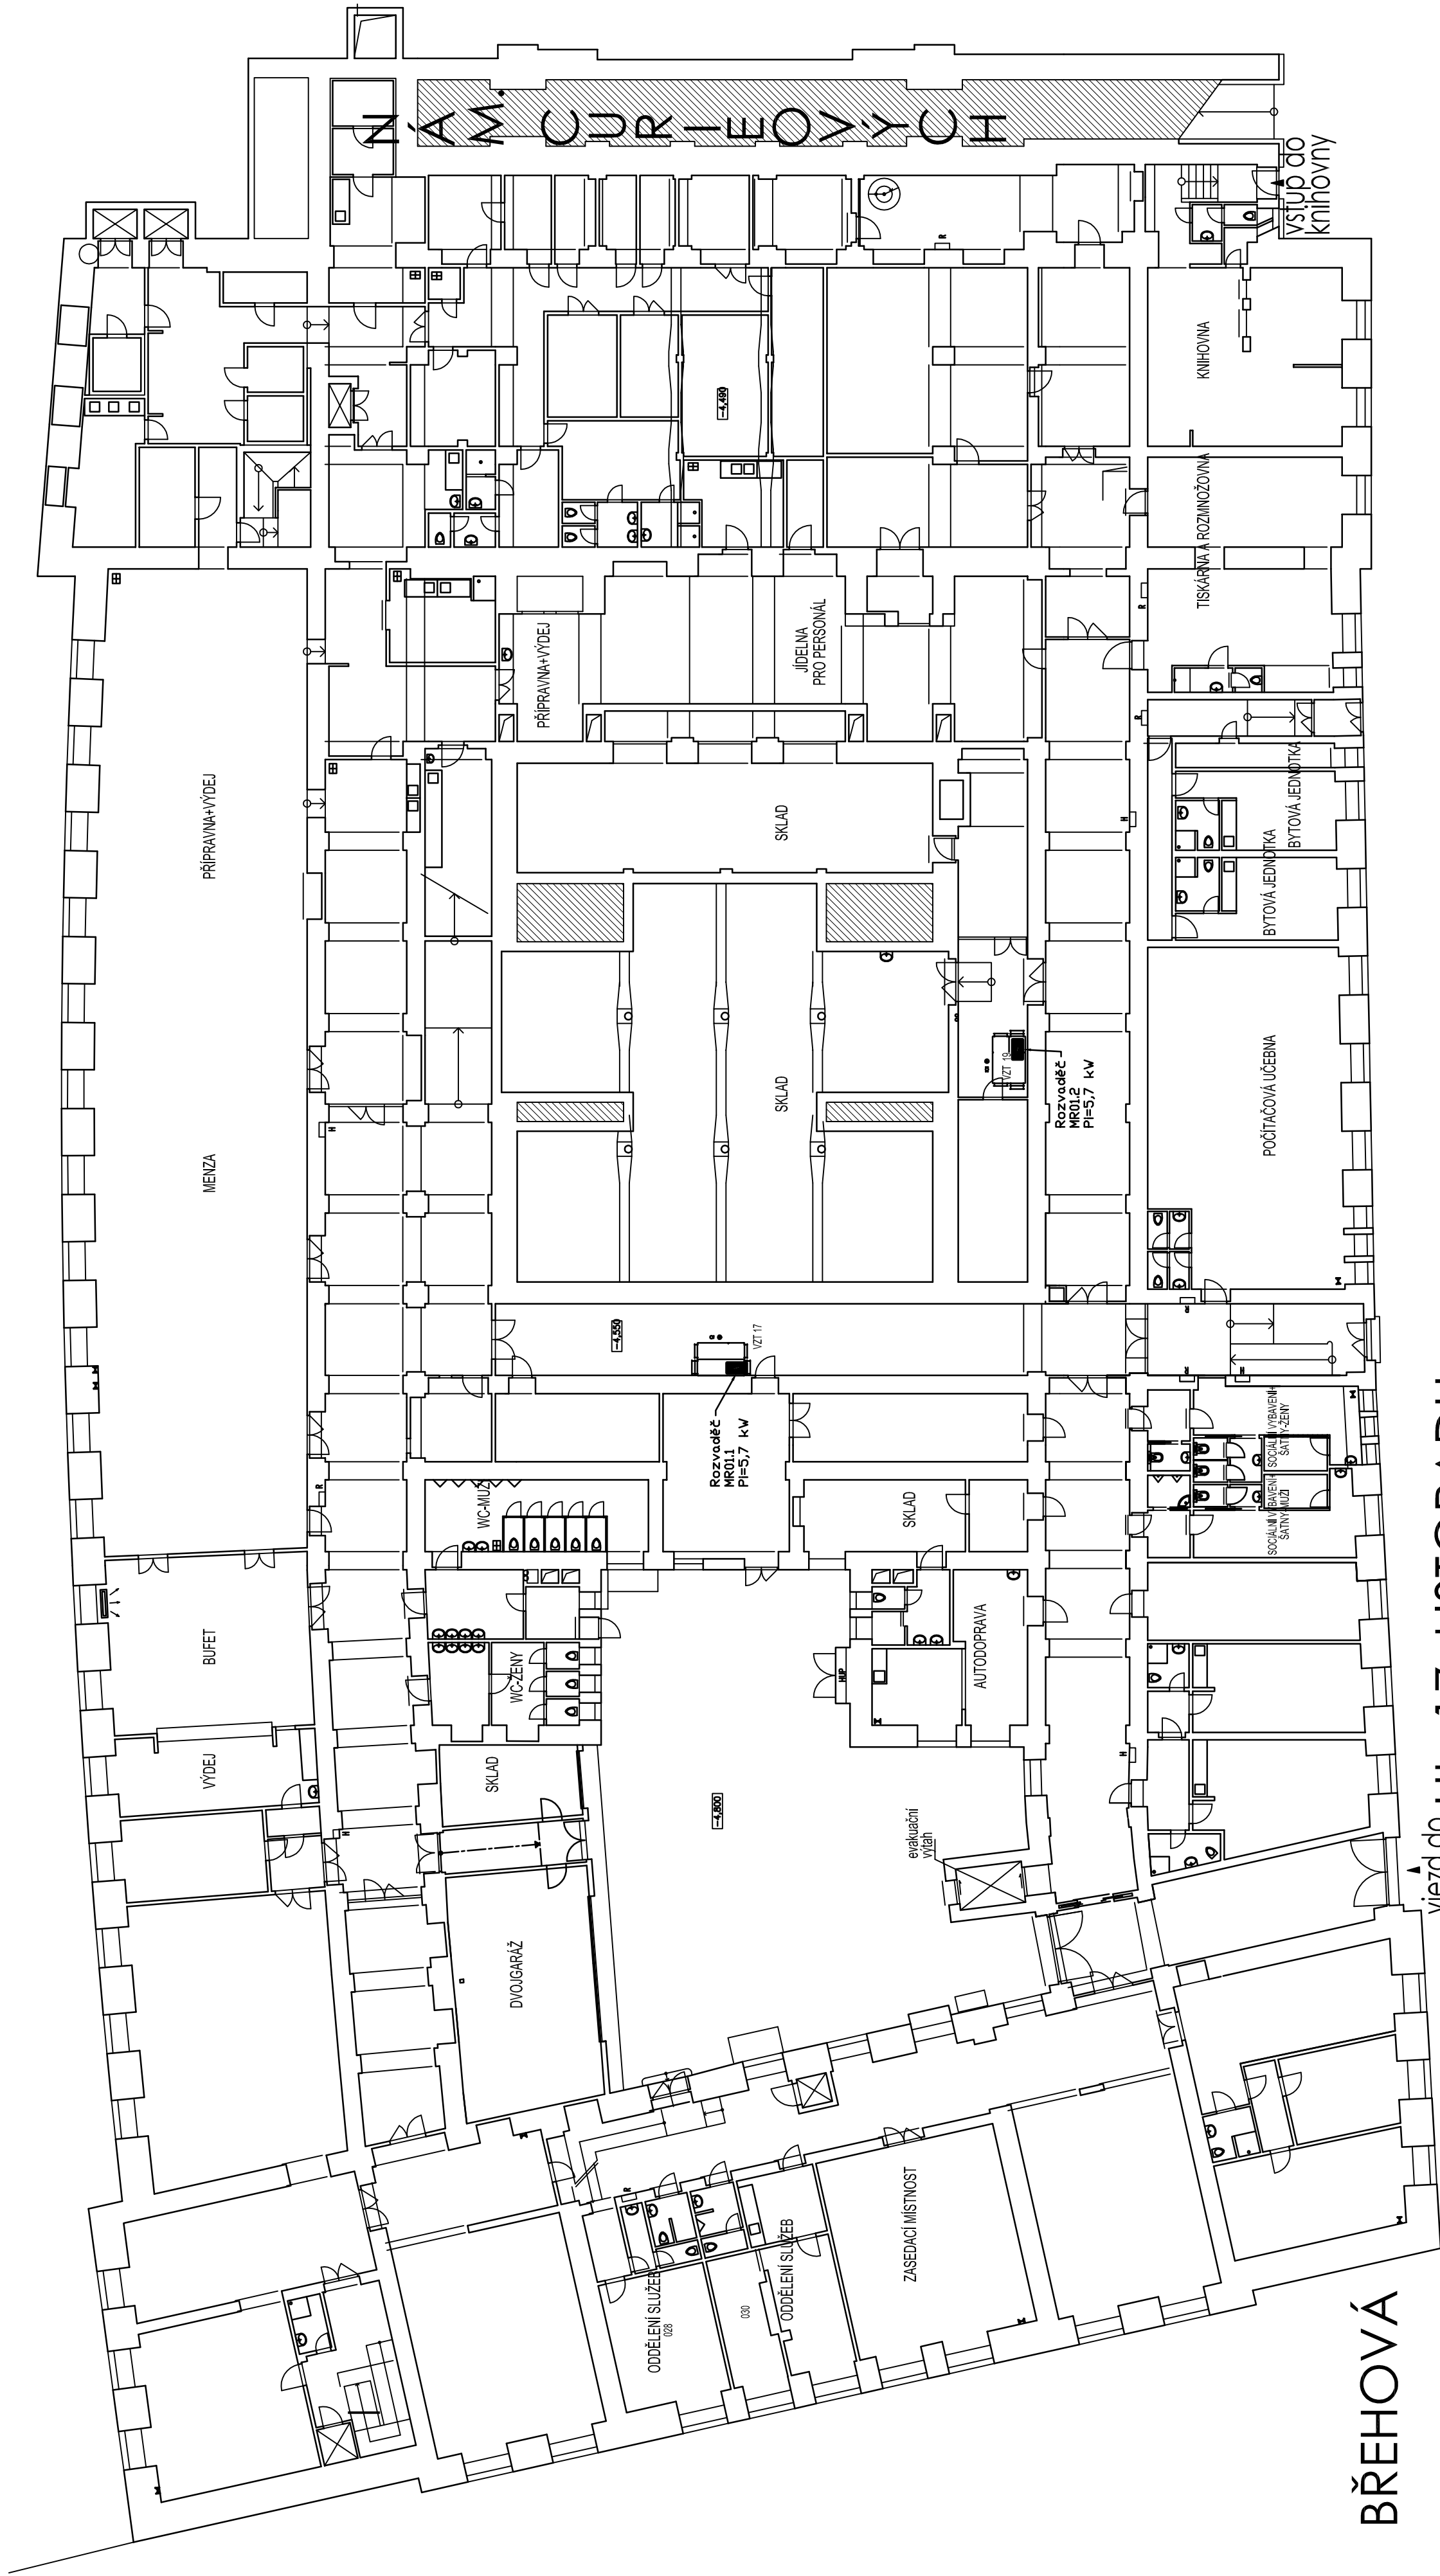 NÁM CURIEOVÝCH
vstup do
knihovny
KNIHOVNA
-4,490
TISKÁRNA A ROZMNOŽOVNA
PŘÍPRAVNA+VÝDEJ
JÍDELNA
PRO PERSONÁL
R
R
R
PŘÍPRAVNA+VÝDEJ
SKLAD
H
BYTOVÁ JEDNOTKA
BYTOVÁ JEDNOTKA
MENZA
H
SKLAD
VZT 19
Rozvaděč
MR01.2
PI=5,7 kW
POČÍTAČOVÁ UČEBNA
-4,550
VZT 17
Rozvaděč
MR01.1
PI=5,7 kW
H
R
WC-MUŽI
SKLAD
SOCIÁLNÍ VYBAVENÍ+
ŠATNY-ŽENY
SOCIÁLNÍ VYBAVENÍ+
ŠATNY-MUŽI
BUFET
WC-ŽENY
HUP
AUTODOPRAVA
VÝDEJ
SKLAD
H
H
-4,800
evakuační
výtah
DVOJGARÁŽ
vjezd do
R
ODDĚLENÍ SLUŽEB
028
030
ODDĚLENÍ SLUŽEB
ZASEDACÍ MÍSTNOST
BŘEHOVÁ